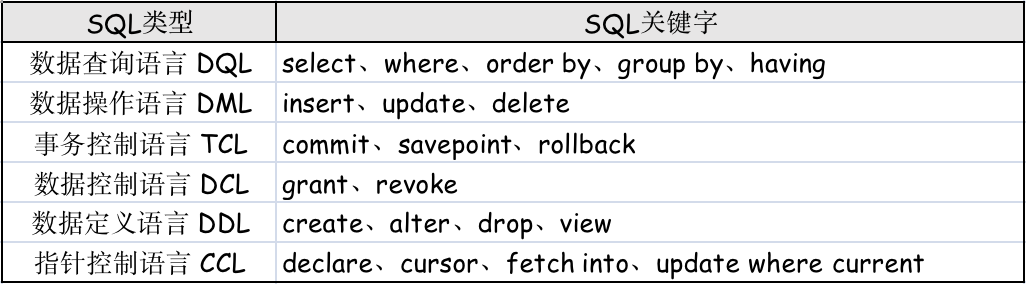 SQL类型 SQL关键字
数据查询语言 DQL select、where、order by、group by、having
数据操作语言 DML insert、update、delete
事务控制语言 TCL commit、savepoint、rollback
数据控制语言 DCL grant、revoke
数据定义语言 DDL create、alter、drop、view
指针控制语言 CCL declare、cursor、fetch into、update where current